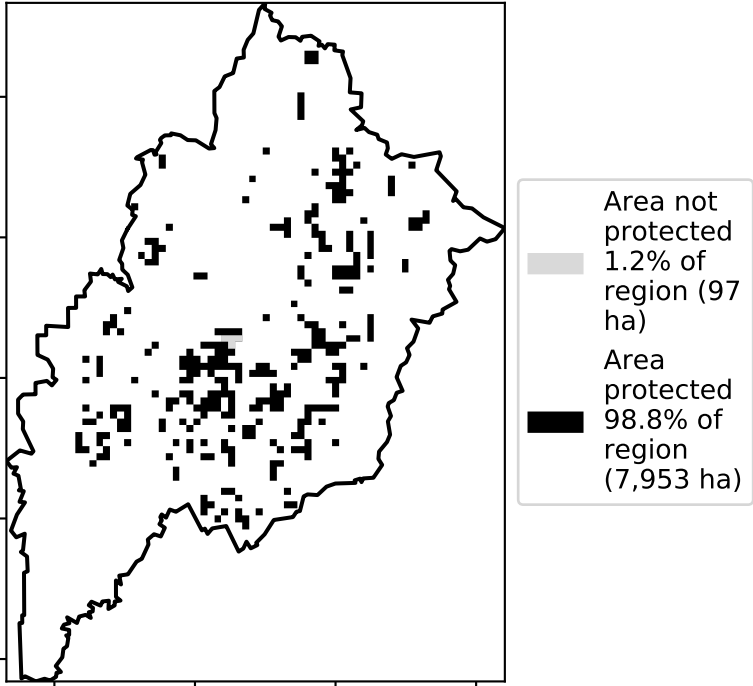 Area not
protected
1.2% of
region (97
ha)
Area
protected
98.8% of
region
(7,953 ha)